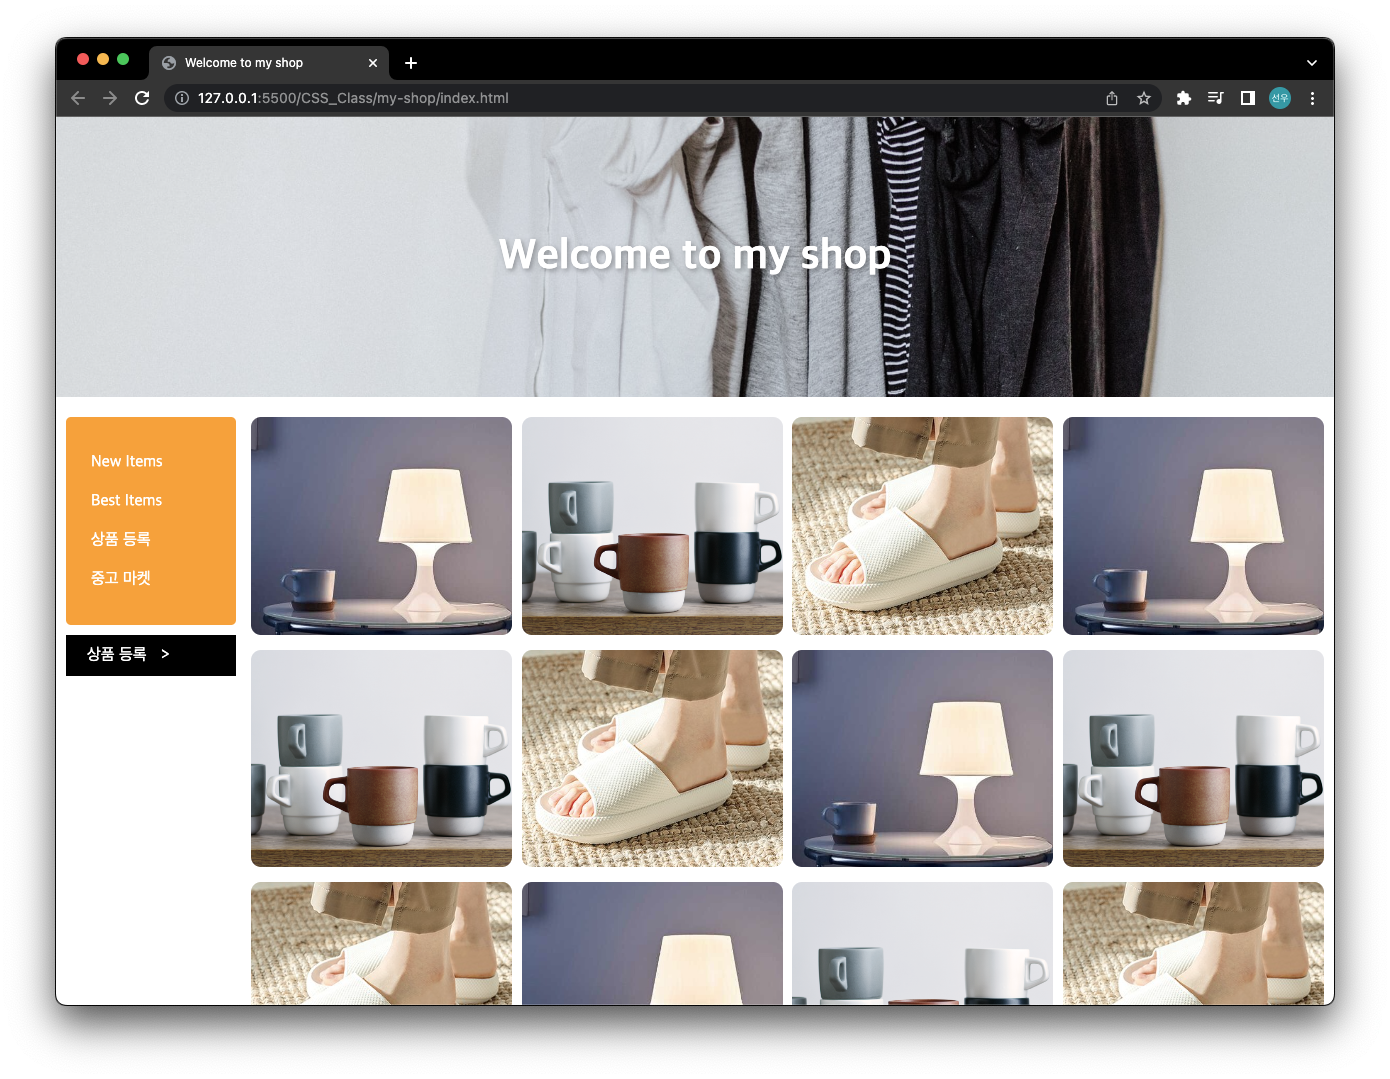 Welcome to my shop
127.0.0.1:5500/CSS_Class/my-shop/index.html
선우
Welcome to my shop
New Items
Best Items
상품 등록
중고 마켓
상품 등록 >